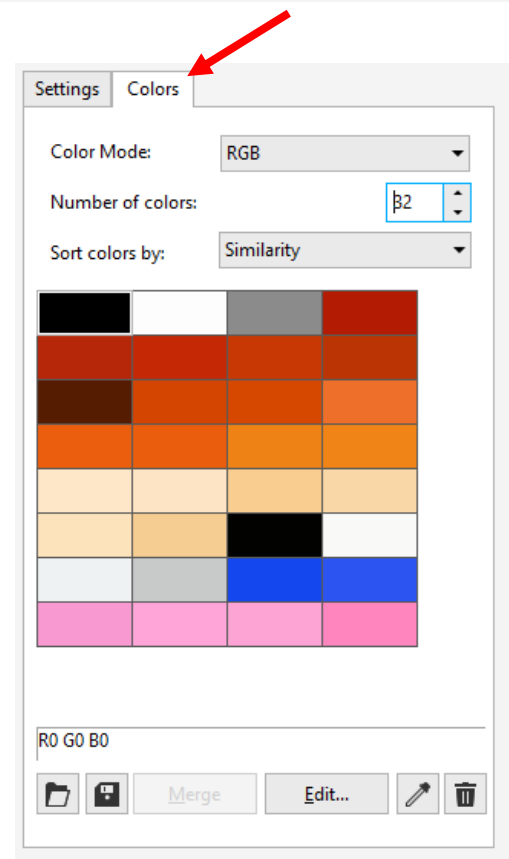 Settings Colors
Color Mode: RGB
Number of colors: 32
Sort colors by: Similarity
R0 G0 B0
Merge Edit...